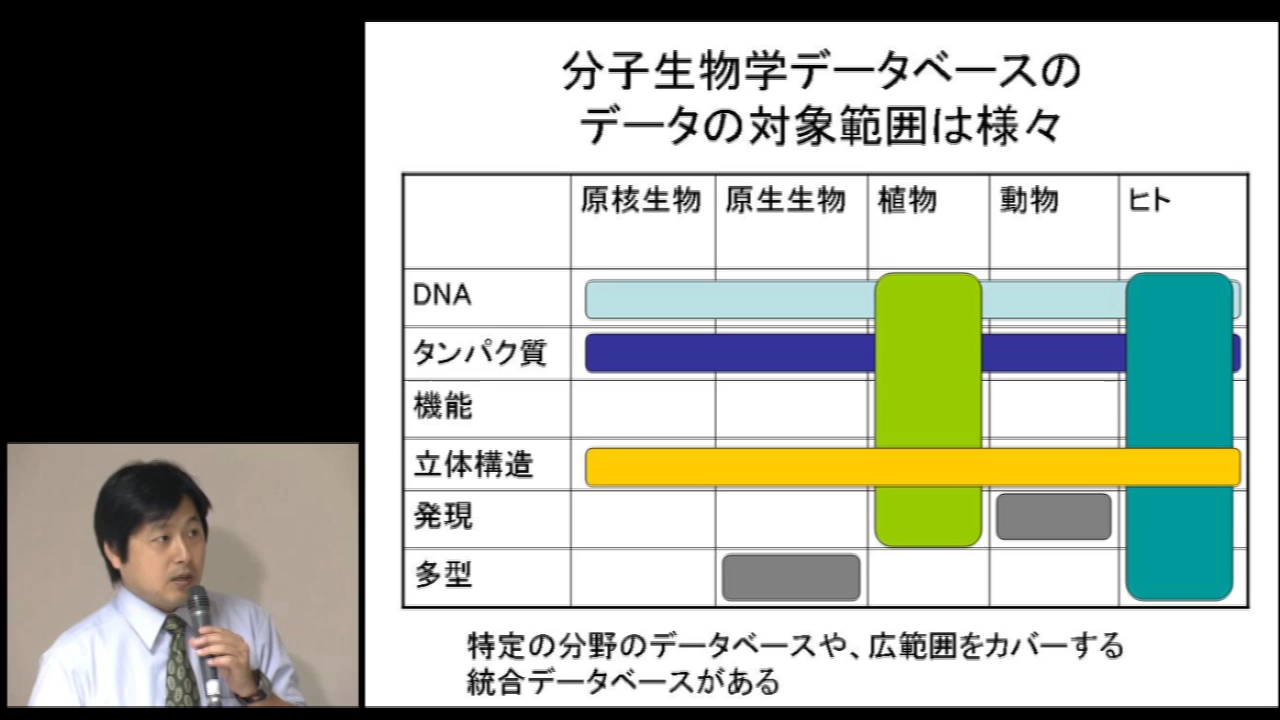 分子生物学データベースの
データの対象範囲は様々
原核生物 原生生物 植物 動物 ヒト
DNA
タンパク質
機能
立体構造
発現
多型
特定の分野のデータベースや、広範囲をカバーする
統合データベースがある